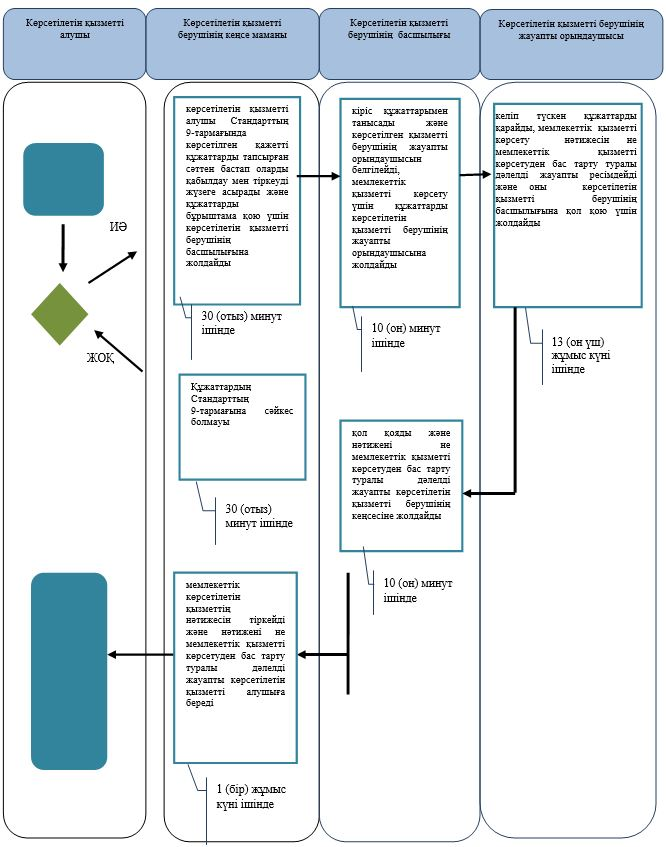 Көрсетілетін қызметті
алушы
Көрсетілетін қызметті
берушінің кеңсе маманы
Көрсетілетін қызметті
берушінің басшылығы
Көрсетілетін қызметті берушінің
жауапты орындаушысы
көрсетілетін қызметті
алушы Стандарттың
9-тармағында
көрсетілген қажетті
құжаттарды тапсырған
сәттен бастап оларды
қабылдау мен тіркеуді
жүзеге асырады және
құжаттарды
бұрыштама қою үшін
көрсетілетін қызметті
берушінің
басшылығына
жолдайды
30 (отыз) минут
ішінде
кіріс құжаттарымен
танысады және
көрсетілген қызметті
берушінің жауапты
орындаушысын
белгілейді,
мемлекеттік
қызметті көрсету
үшін құжаттарды
көрсетілетін
қызметті берушінің
жауапты
орындаушысына
жолдайды
10 (он) минут
ішінде
келіп түскен құжаттарды
қарайды, мемлекеттік қызметті
көрсету нәтижесін не
мемлекеттік қызметті
көрсетуден бас тарту туралы
дәлелді жауапты ресімдейді
және оны көрсетілетін
қызметті берушінің
басшылығына қол қою үшін
жолдайды
13 (он үш)
жұмыс күні
ішінде
ИӘ
ЖОҚ
Құжаттардың
Стандарттың
9-тармағына сәйкес
болмауы
30 (отыз)
минут ішінде
қол қояды және
нәтижені не
мемлекеттік қызметті
көрсетуден бас тарту
туралы дәлелді
жауапты көрсетілетін
қызметті берушінің
кеңсесіне жолдайды
10 (он) минут
ішінде
мемлекеттік
көрсетілетін
қызметтің
нәтижесін тіркейді
және нәтижені не
мемлекеттік қызметті
көрсетуден бас тарту
туралы дәлелді
жауапты көрсетілетін
қызметті алушыға
береді
1 (бір) жұмыс
күні ішінде